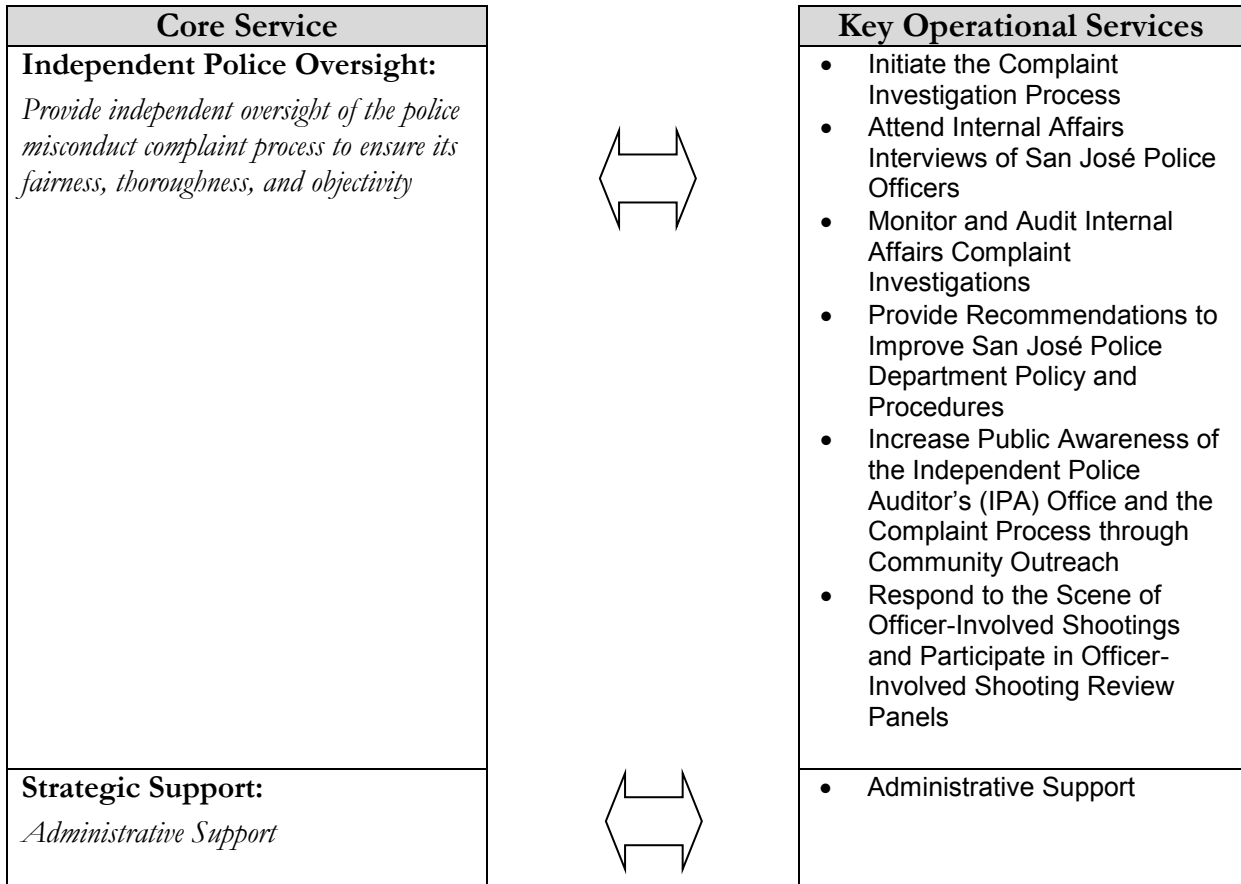 Core Service
Independent Police Oversight:
Provide independent oversight of the police
misconduct complaint process to ensure its
fairness, thoroughness, and objectivity
Strategic Support:
Administrative Support
Key Operational Services
• Initiate the Complaint
Investigation Process
• Attend Internal Affairs
Interviews of San José Police
Officers
• Monitor and Audit Internal
Affairs Complaint
Investigations
• Provide Recommendations to
Improve San José Police
Department Policy and
Procedures
• Increase Public Awareness of
the Independent Police
Auditor’s (IPA) Office and the
Complaint Process through
Community Outreach
• Respond to the Scene of
Officer-Involved Shootings
and Participate in Officer-
Involved Shooting Review
Panels
• Administrative Support